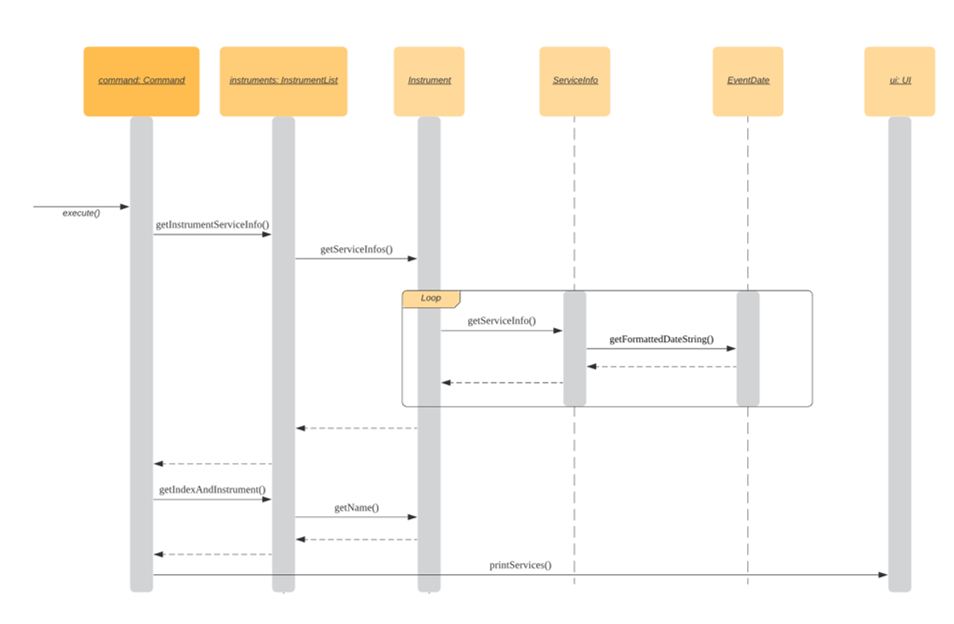 command: Command
instruments: InstrumentList
Instrument
ServiceInfo
EventDate
ui: UI
execute()
getInstrumentServiceInfo()
getServiceInfos()
Loop
getServiceInfo()
getFormattedDateString()
getIndexAndInstrument()
getName()
printServices()